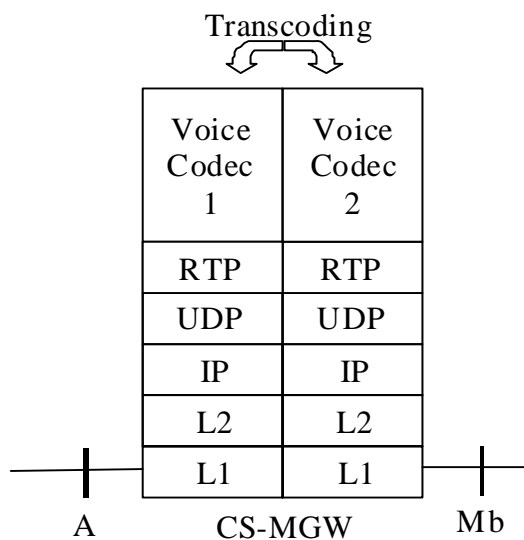 Transcoding
Voice Codec 1
Voice Codec 2
RTP RTP
UDP UDP
IP IP
L2 L2
L1 L1
A CS-MGW Mb